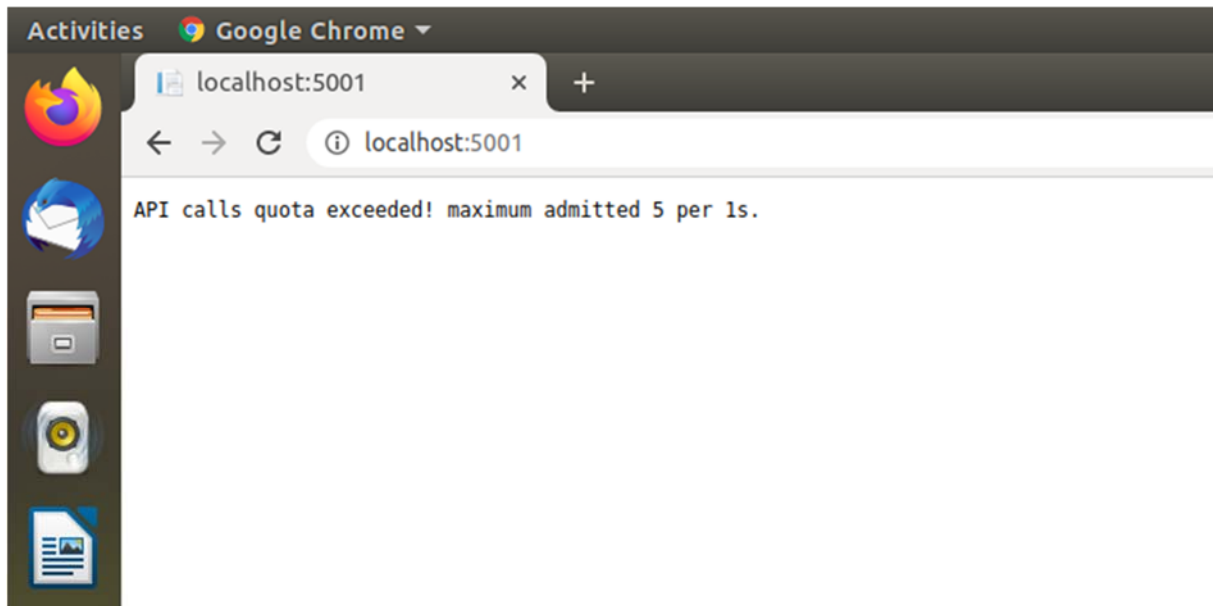 Activities Google Chrome
localhost:5001
localhost:5001
API calls quota exceeded! maximum admitted 5 per 1s.